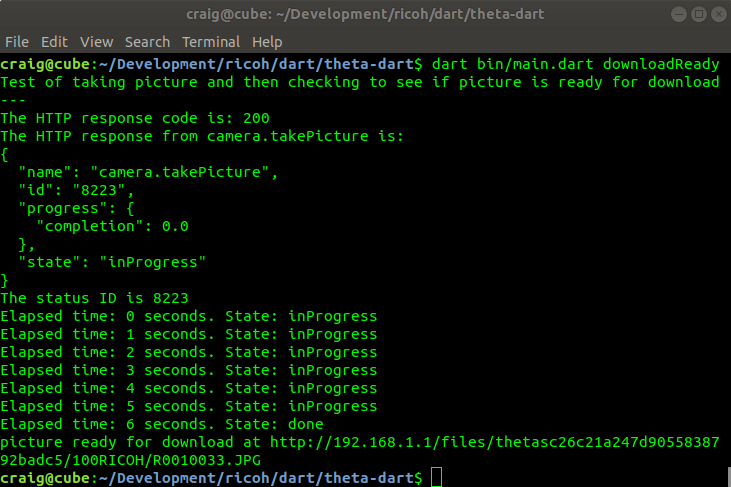 craig@cube: ~/Development/ricoh/dart/theta-dart
File Edit View Search Terminal Help
craig@cube:~/Development/ricoh/dart/theta-dart$ dart bin/main.dart downloadReady
Test of taking picture and then checking to see if picture is ready for download
---
The HTTP response code is: 200
The HTTP response from camera.takePicture is:
{
  "name": "camera.takePicture",
  "id": "8223",
  "progress": {
    "completion": 0.0
  },
  "state": "inProgress"
}
The status ID is 8223
Elapsed time: 0 seconds. State: inProgress
Elapsed time: 1 seconds. State: inProgress
Elapsed time: 2 seconds. State: inProgress
Elapsed time: 3 seconds. State: inProgress
Elapsed time: 4 seconds. State: inProgress
Elapsed time: 5 seconds. State: inProgress
Elapsed time: 6 seconds. State: done
picture ready for download at http://192.168.1.1/files/thetasc26c21a247d90558387
92badc5/100RICOH/R0010033.JPG
craig@cube:~/Development/ricoh/dart/theta-dart$